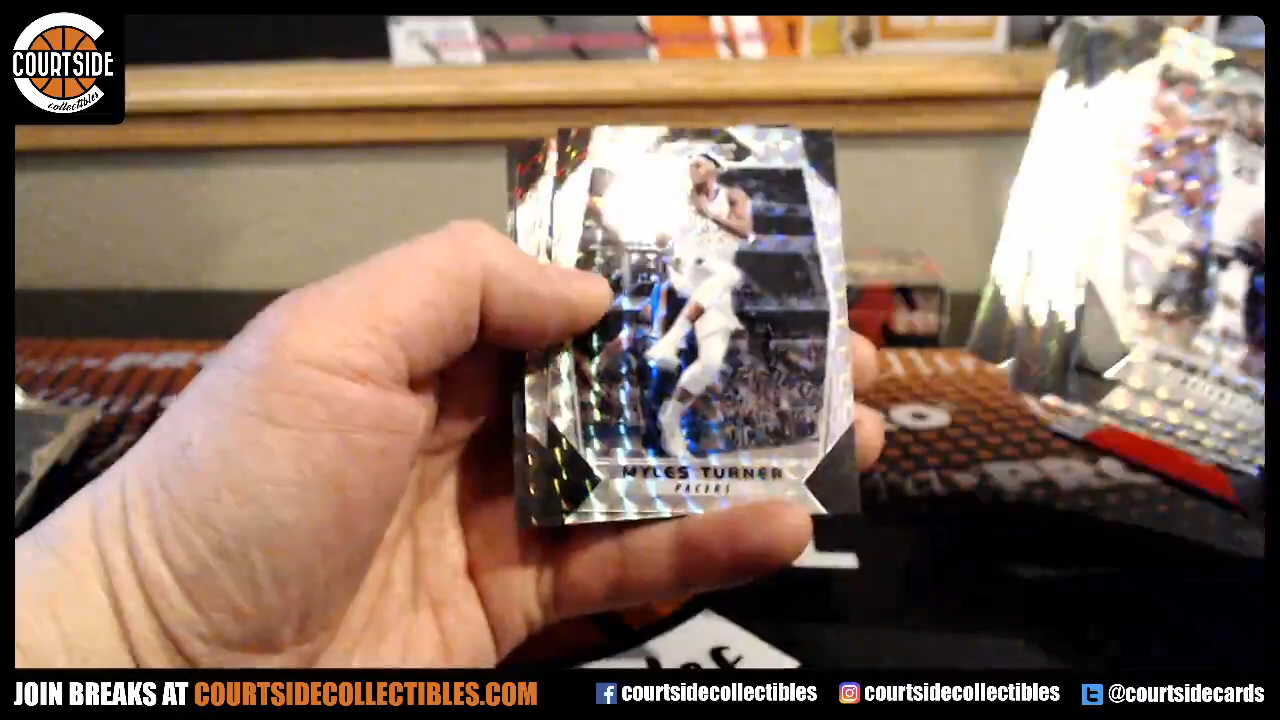 COURTSIDE
collectibles
MYLES TURNER
PACERS
JOIN BREAKS AT COURTSIDECOLLECTIBLES.COM
courtsidecollectibles
courtsidecollectibles
@courtsidecards